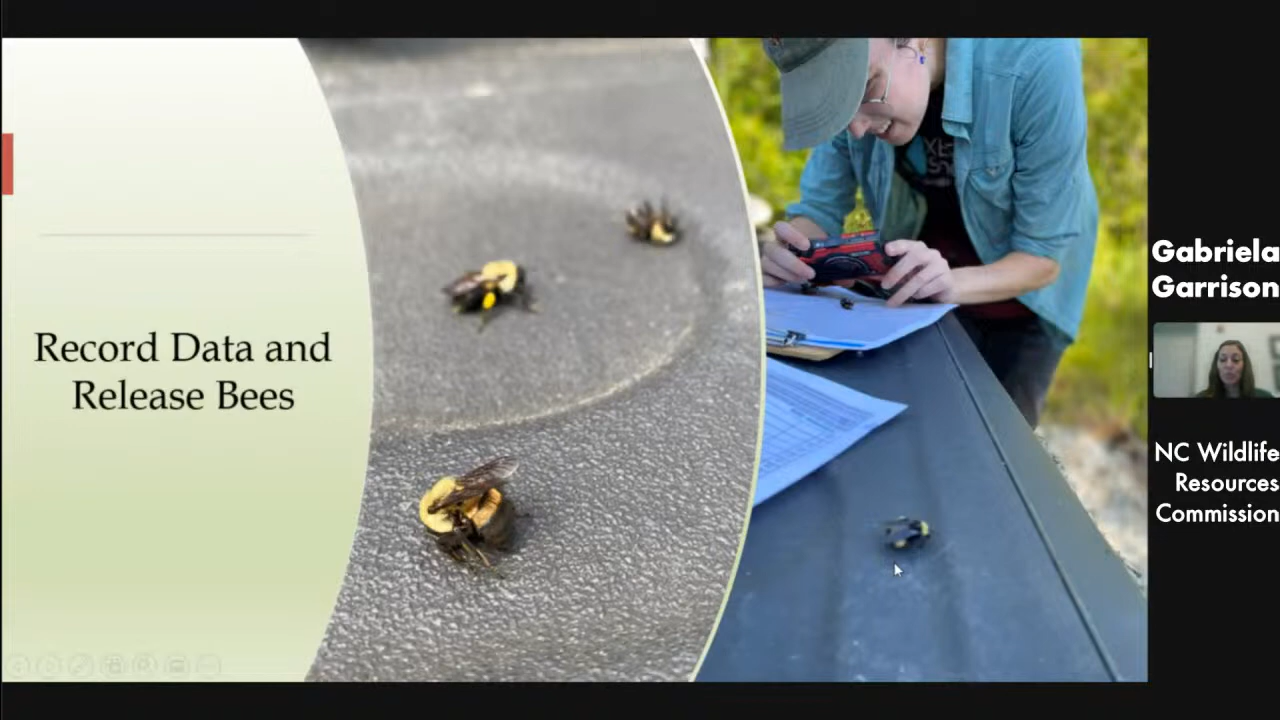 Record Data and
Release Bees
Gabriela
Garrison
NC Wildlife
Resources
Commission